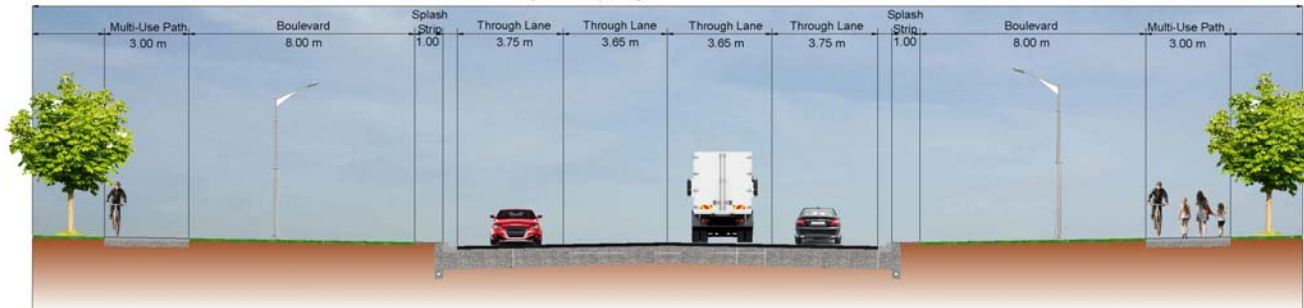 Multi-Use Path
3.00 m
Boulevard
8.00 m
Splash
Strip
1.00
Through Lane
3.75 m
Through Lane
3.65 m
Through Lane
3.65 m
Through Lane
3.75 m
Splash
Strip
1.00
Boulevard
8.00 m
Multi-Use Path
3.00 m